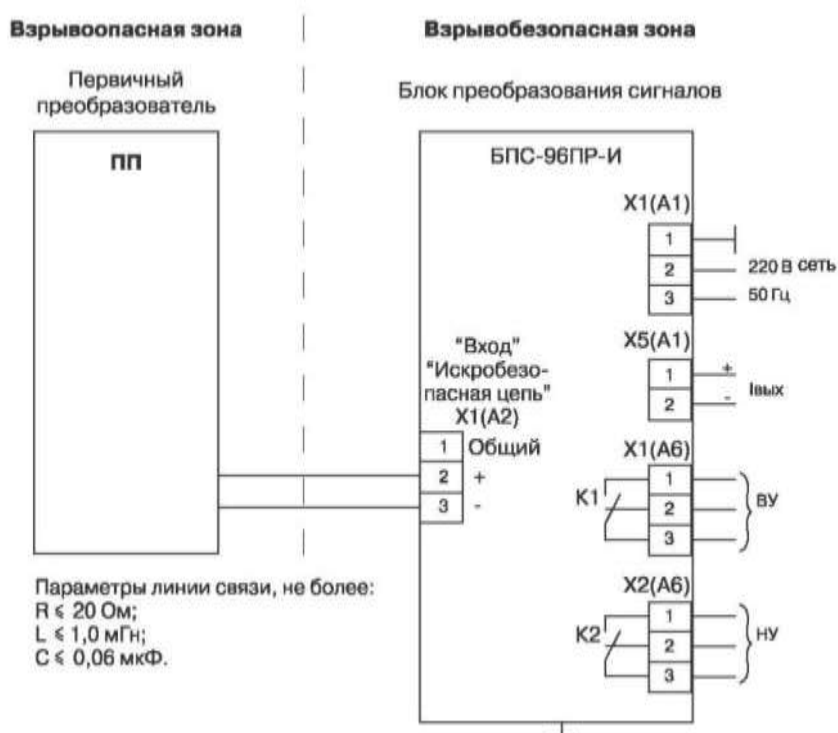 Взрывоопасная зона
Взрывобезопасная зона
Первичный
преобразователь
Блок преобразования сигналов
ПП
БПС-96ПР-И
X1(A1)
1
2
3
220 В сеть
50 Гц
X5(A1)
1
2
+
-
Iвых
"Вход"
"Искробезо-
пасная цепь"
X1(A2)
1 Общий
2 +
3 -
X1(A6)
K1
1
2
3
ВУ
X2(A6)
K2
1
2
3
НУ
Параметры линии связи, не более:
R ⩽ 20 Ом;
L ⩽ 1,0 мГн;
C ⩽ 0,06 мкФ.